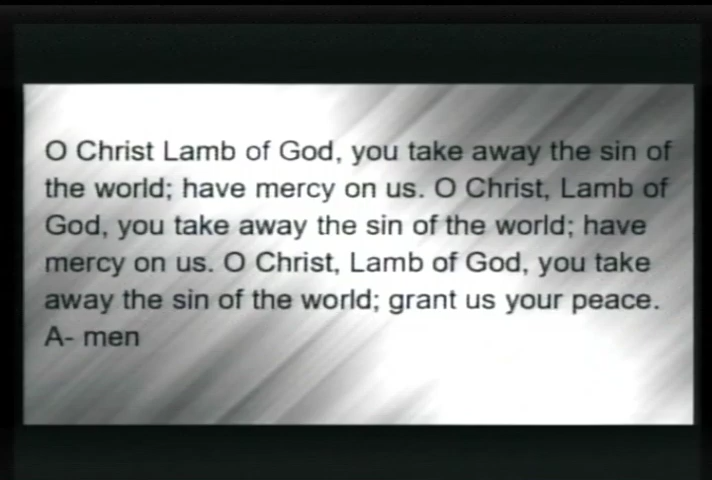 O Christ Lamb of God, you take away the sin of
the world; have mercy on us. O Christ, Lamb of
God, you take away the sin of the world; have
mercy on us. O Christ, Lamb of God, you take
away the sin of the world; grant us your peace.
A- men